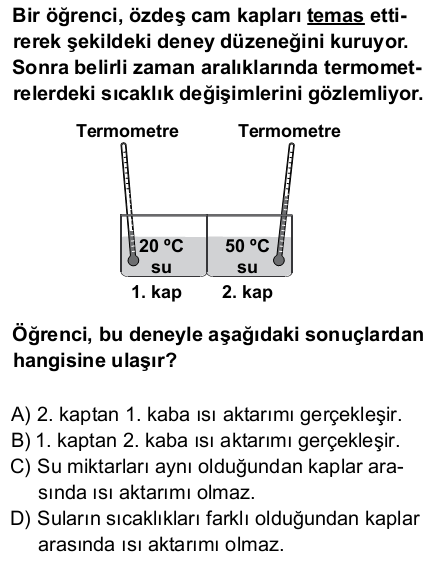 Bir öğrenci, özdeş cam kapları temas etti-
rerek şekildeki deney düzeneğini kuruyor.
Sonra belirli zaman aralıklarında termomet-
relerdeki sıcaklık değişimlerini gözlemliyor.
Termometre Termometre
20 ºC 50 ºC
su su
1. kap 2. kap
Öğrenci, bu deneyle aşağıdaki sonuçlardan
hangisine ulaşır?
A) 2. kaptan 1. kaba ısı aktarımı gerçekleşir.
B) 1. kaptan 2. kaba ısı aktarımı gerçekleşir.
C) Su miktarları aynı olduğundan kaplar ara-
sında ısı aktarımı olmaz.
D) Suların sıcaklıkları farklı olduğundan kaplar
arasında ısı aktarımı olmaz.